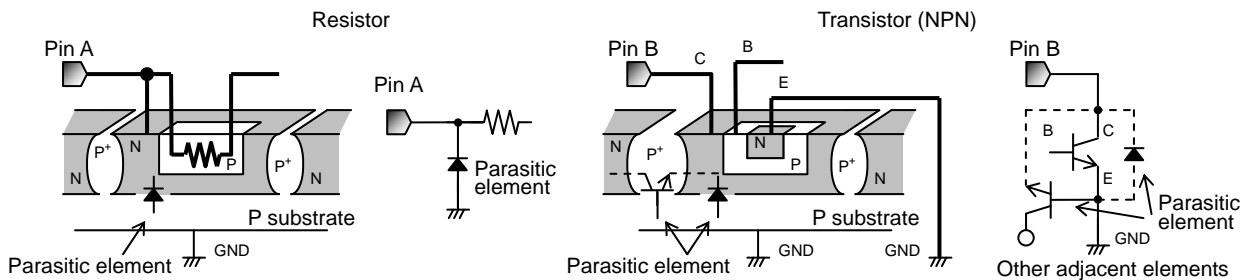 Resistor
Transistor (NPN)
Pin A
Pin A
Pin B
C
B
E
Pin B
N
P+
N
P
P+
N
Parasitic
element
N
P+
N
N
P
P+
N
B
C
E
P substrate
P substrate
Parasitic
element
Parasitic element
GND
Parasitic element
GND
GND
GND
Other adjacent elements